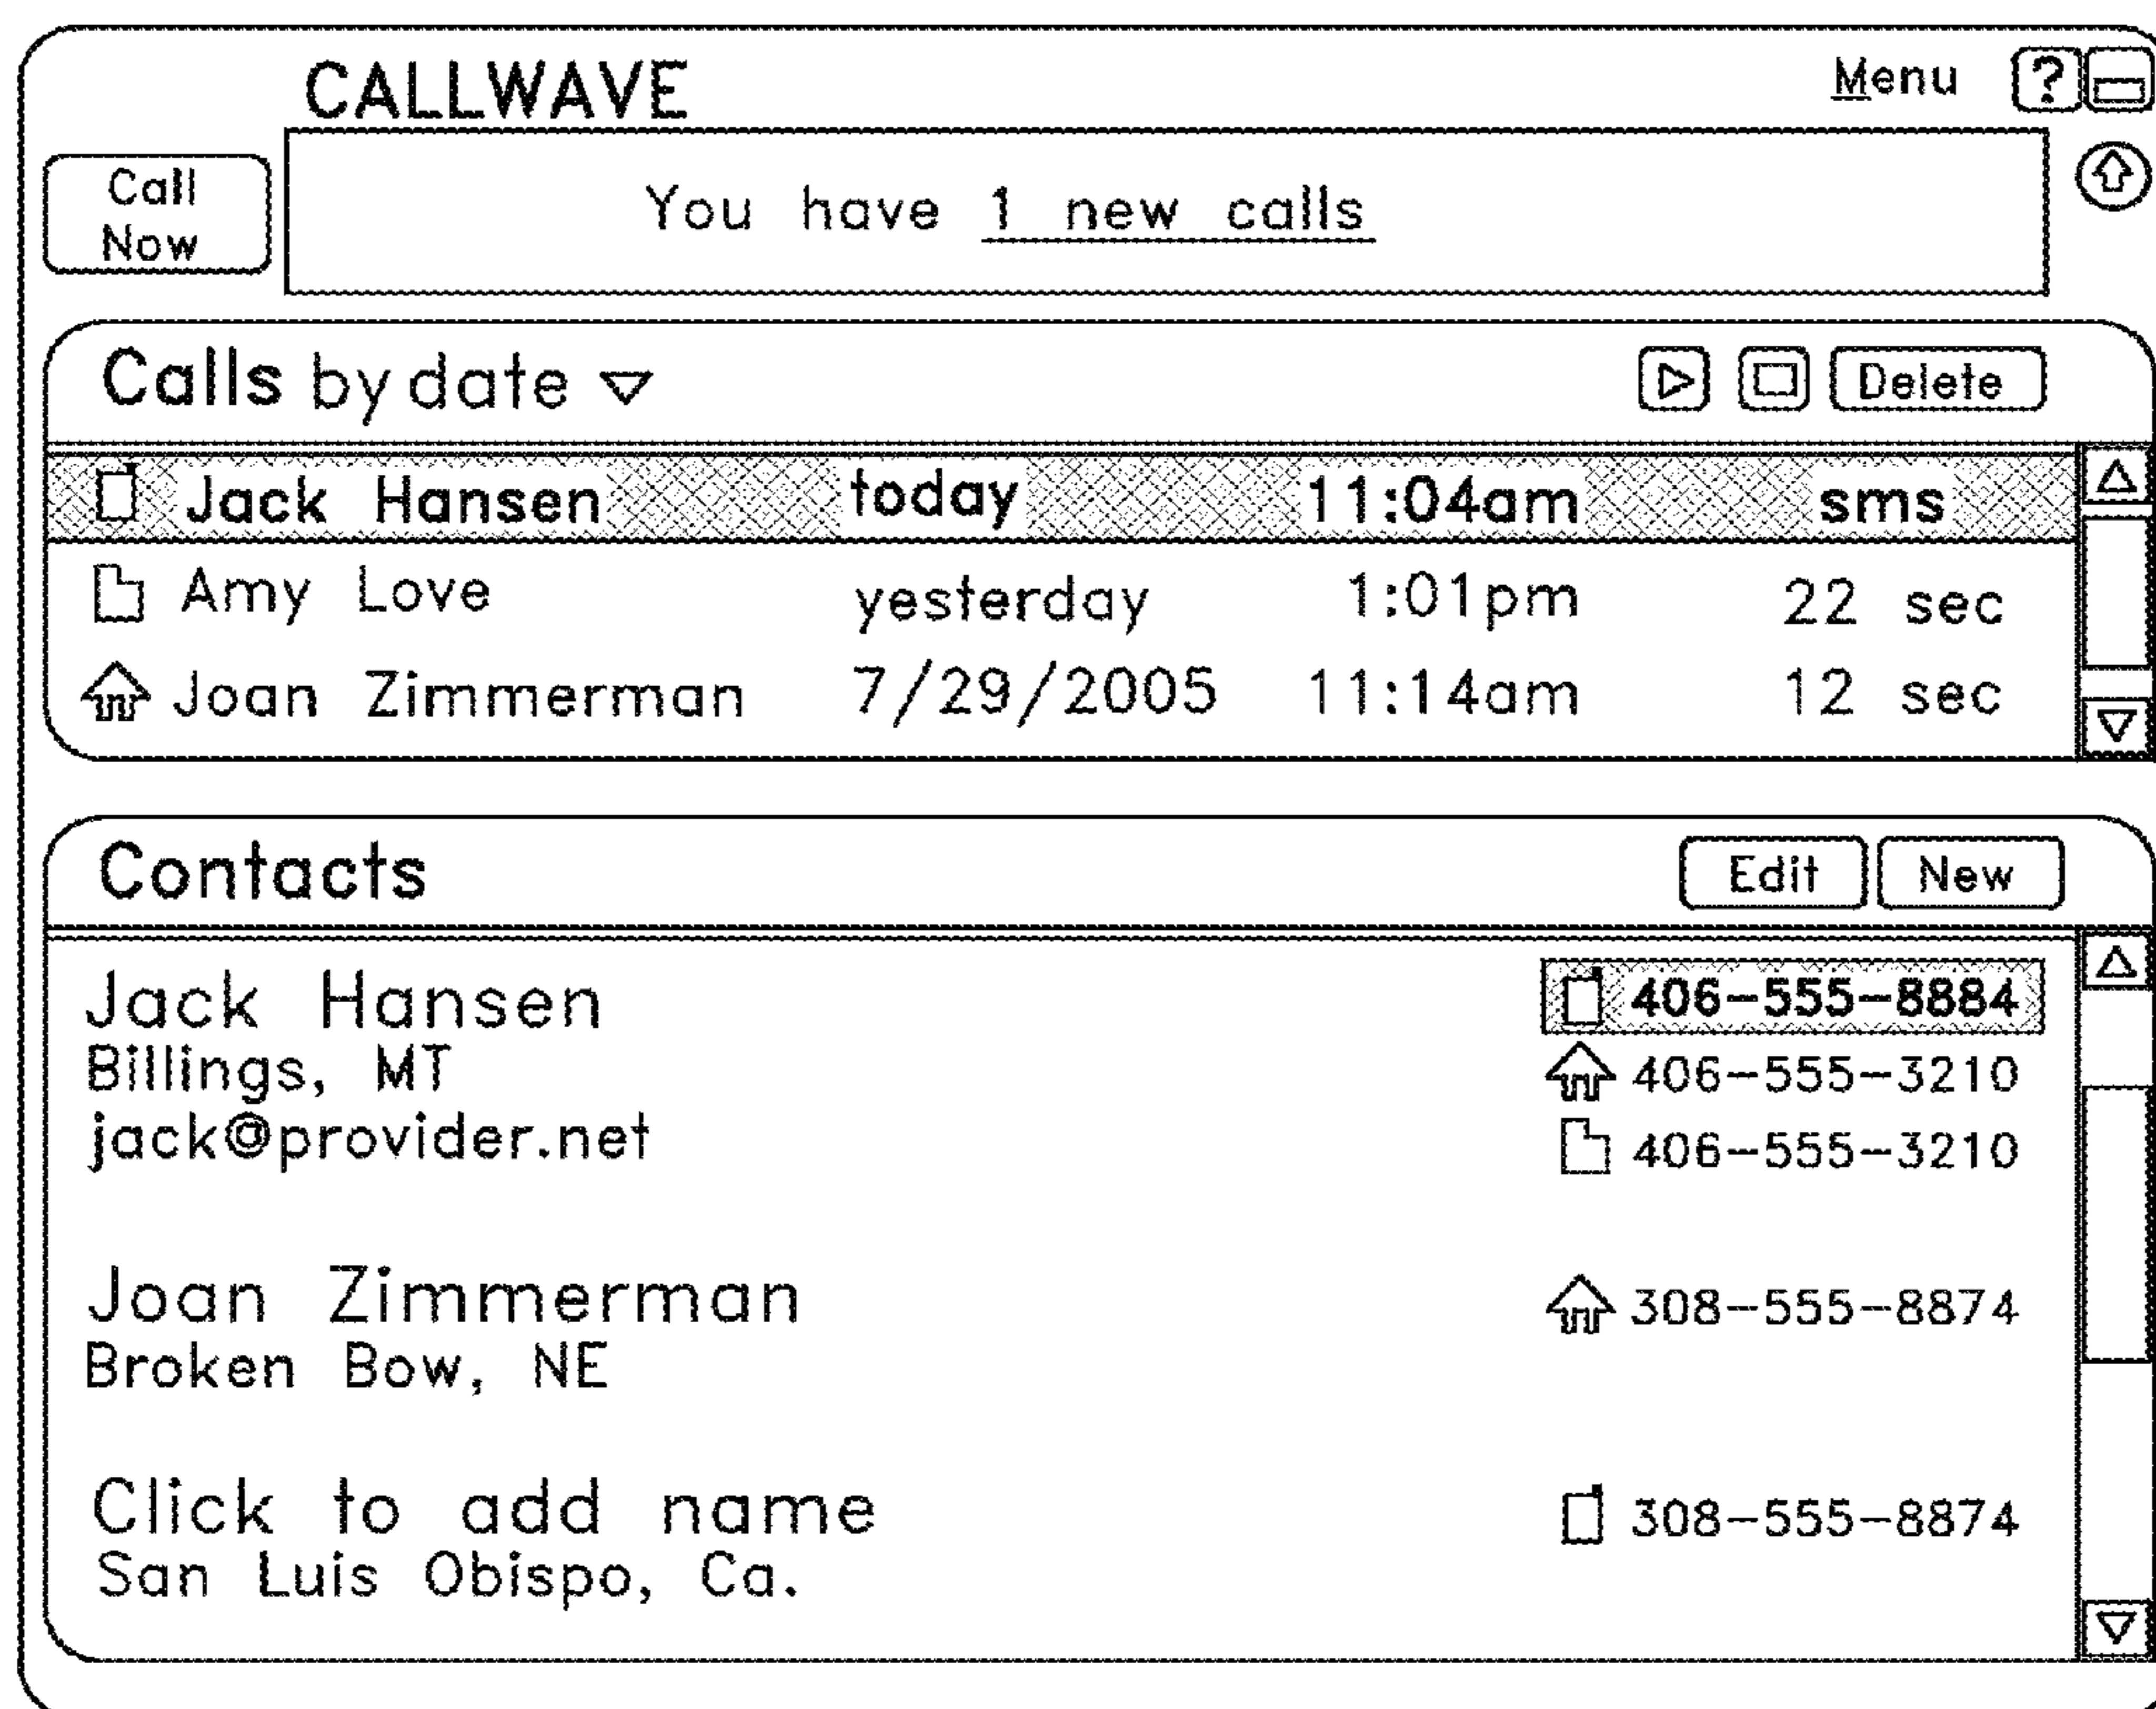 CALLWAVE
Menu ?
Call
Now
You have 1 new calls
Calls by date
Delete
Jack Hansen today 11:04am sms
Amy Love yesterday 1:01pm 22 sec
Joan Zimmerman 7/29/2005 11:14am 12 sec
Contacts
Edit New
Jack Hansen 406-555-8884
Billings, MT 406-555-3210
jack@provider.net 406-555-3210
Joan Zimmerman 308-555-8874
Broken Bow, NE
Click to add name 308-555-8874
San Luis Obispo, Ca.